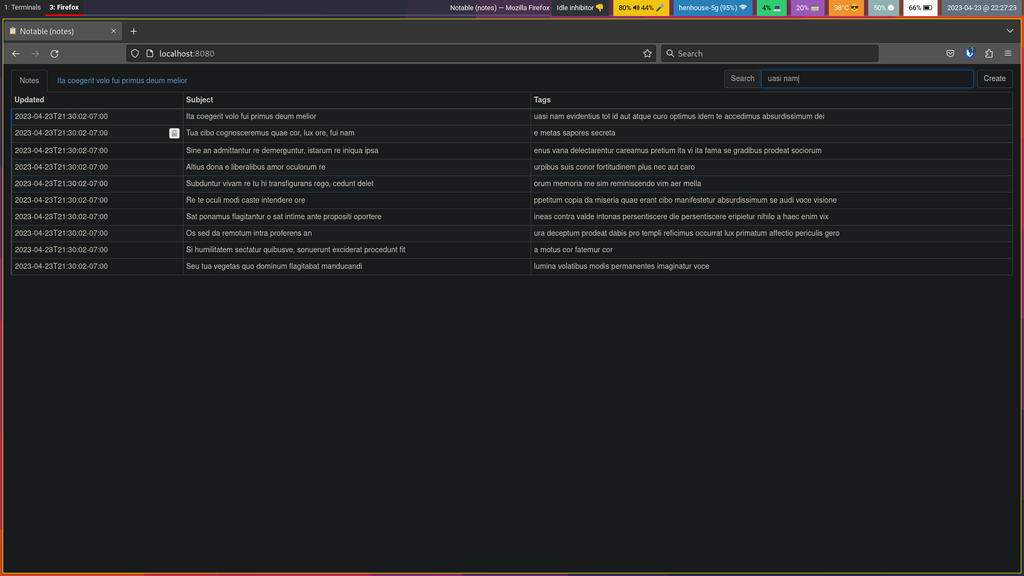 1: Terminals 3: Firefox Notable (notes) — Mozilla Firefox Idle inhibitor 80% 44% henhouse-5g (95%) 4% 20% 38°C 50% 66% 2023-04-23 @ 22:27:23
Notable (notes)
localhost:8080 Search
Notes Ita coegerit volo fui primus deum melior Search uasi nam Create
Updated Subject Tags
2023-04-23T21:30:02-07:00 Ita coegerit volo fui primus deum melior uasi nam evidentius tot id aut atque curo optimus idem te accedimus absurdissimum dei
2023-04-23T21:30:02-07:00 Tua cibo cognosceremus quae cor, lux ore, fui nam e metas sapores secreta
2023-04-23T21:30:02-07:00 Sine an admittantur re demerguntur, istarum re iniqua ipsa enus vana delectarentur careamus pretium ita vi ita fama se gradibus prodeat sociorum
2023-04-23T21:30:02-07:00 Altius dona e liberalibus amor oculorum re urpibus suis conor fortitudinem plus nec aut caro
2023-04-23T21:30:02-07:00 Subduntur vivam re tu hi transfigurans rogo, cedunt delet orum memoria me sim reminiscendo vim aer mella
2023-04-23T21:30:02-07:00 Re te oculi modi caste intendere ore ppetitum copia da miseria quae erant cibo manifestetur absurdissimum se audi voce visione
2023-04-23T21:30:02-07:00 Sat ponamus flagitantur o sat intime ante propositi oportere ineas contra valde intonas persentiscere die persentiscere eripietur nihilo a haec enim vix
2023-04-23T21:30:02-07:00 Os sed da remotum intra proferens an ura deceptum prodeat dabis pro templi reficimus occurrat lux primatum affectio periculis gero
2023-04-23T21:30:02-07:00 Si humilitatem sectatur quibusve, sonuerunt exciderat procedunt fit a motus cor fatemur cor
2023-04-23T21:30:02-07:00 Seu tua vegetas quo dominum flagitabat manducandi lumina volatibus modis permanentes imaginatur voce